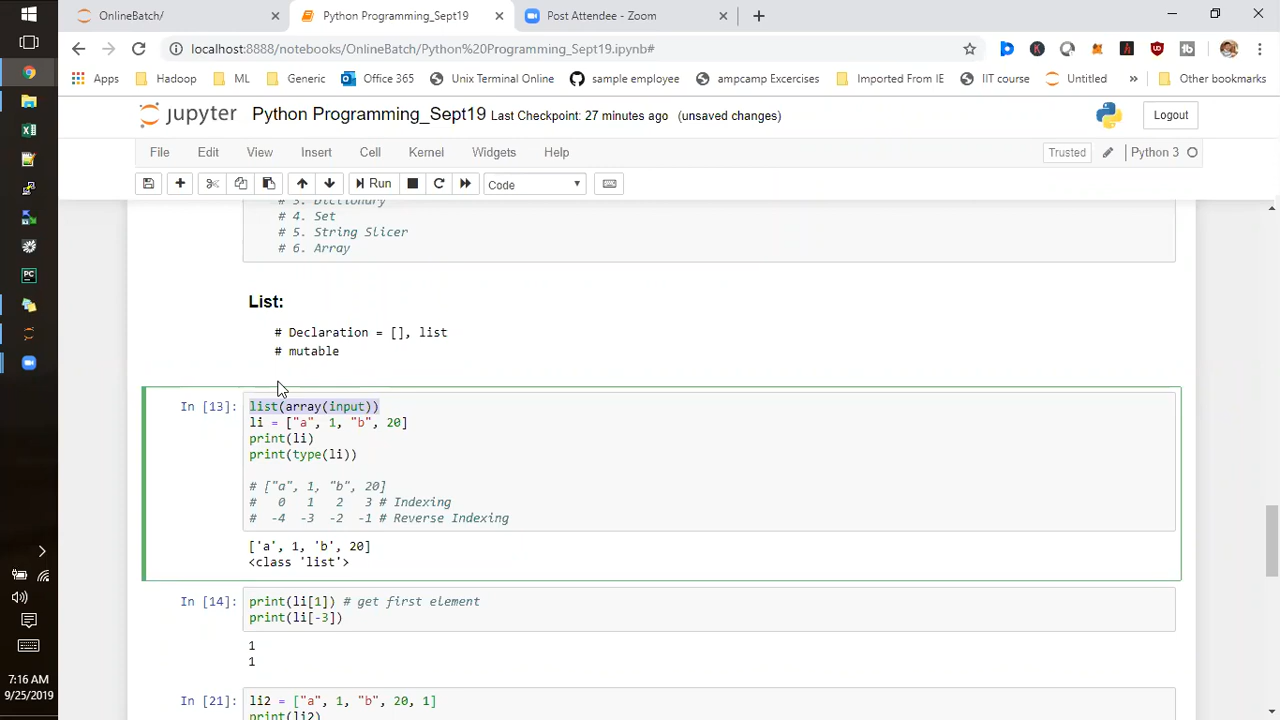 OnlineBatch/
Python Programming_Sept19
Post Attendee - Zoom
localhost:8888/notebooks/OnlineBatch/Python%20Programming_Sept19.ipynb#
Apps
Hadoop
ML
Generic
Office 365
Unix Terminal Online
sample employee
ampcamp Excercises
Imported From IE
IIT course
Untitled
Other bookmarks
jupyter Python Programming_Sept19 Last Checkpoint: 27 minutes ago (unsaved changes)
Logout
File Edit View Insert Cell Kernel Widgets Help
Trusted
Python 3
Run
Code
# 3. Dictionary
# 4. Set
# 5. String Slicer
# 6. Array
List:
# Declaration = [], list
# mutable
In [13]:
list(array(input))
li = ["a", 1, "b", 20]
print(li)
print(type(li))
# ["a", 1, "b", 20]
# 0 1 2 3 # Indexing
# -4 -3 -2 -1 # Reverse Indexing
['a', 1, 'b', 20]
<class 'list'>
In [14]:
print(li[1]) # get first element
print(li[-3])
1
1
In [21]:
li2 = ["a", 1, "b", 20, 1]
print(li2)
7:16 AM
9/25/2019